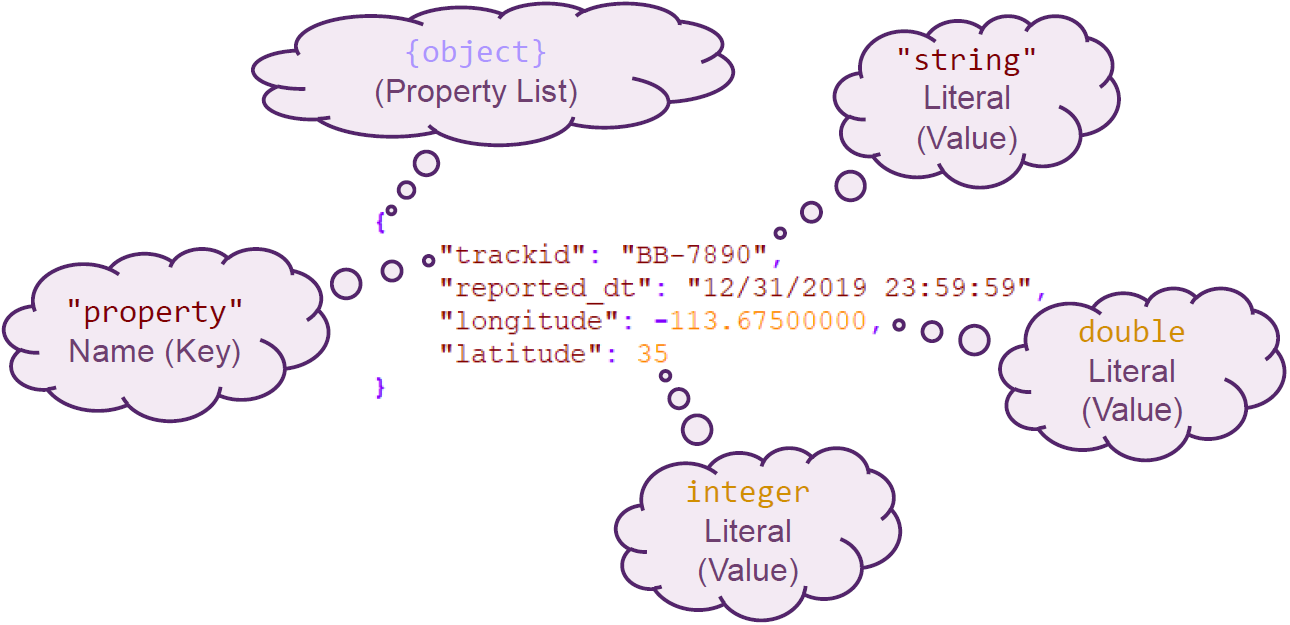 {object}
(Property List)
"string"
Literal
(Value)
{
"trackid": "BB-7890",
"reported_dt": "12/31/2019 23:59:59",
"longitude": -113.67500000,
"latitude": 35
}
"property"
Name (Key)
double
Literal
(Value)
integer
Literal
(Value)